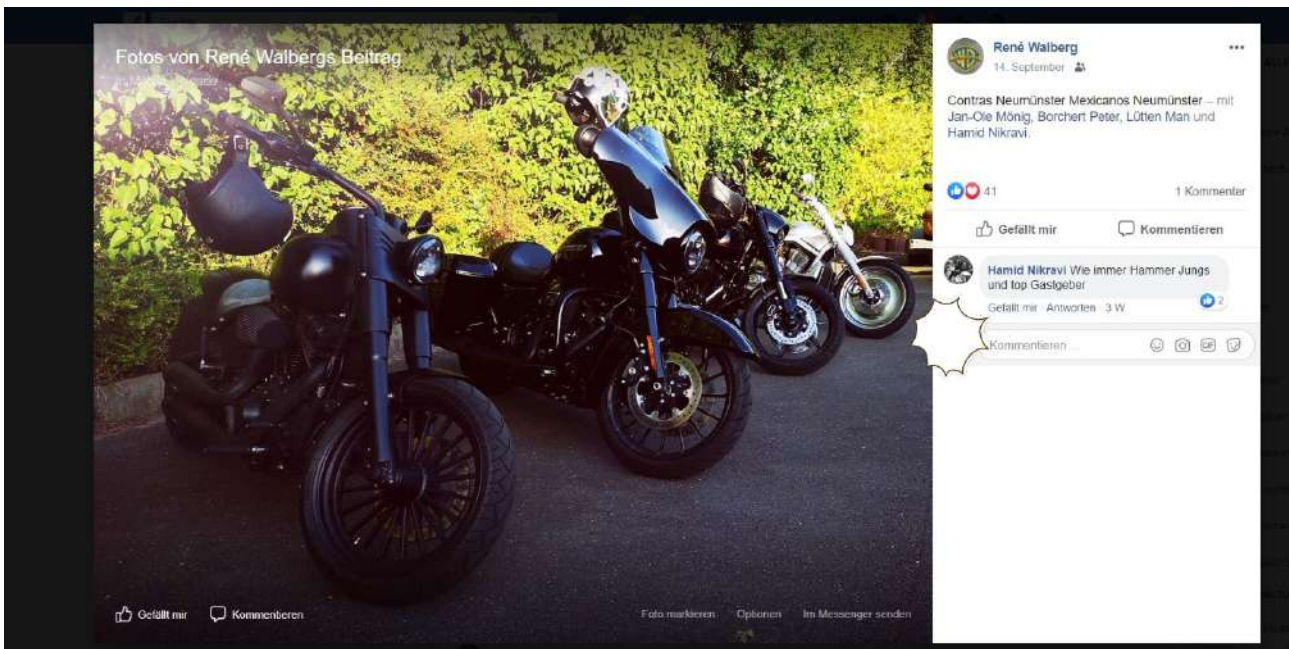 Fotos von René Walbergs Beitrag
Gefällt mir
Kommentieren
Foto markieren
Optionen
Im Messenger senden
René Walberg
14. September
Contras Neumünster Mexicanos Neumünster – mit
Jan-Ole Mönig, Borchert Peter, Lütten Man und
Hamid Nikravi.
41
1 Kommentar
Gefällt mir
Kommentieren
Hamid Nikravi Wie immer Hammer Jungs
und top Gastgeber
2
Gefällt mir · Antworten · 3 W
Kommentieren ...
GIF